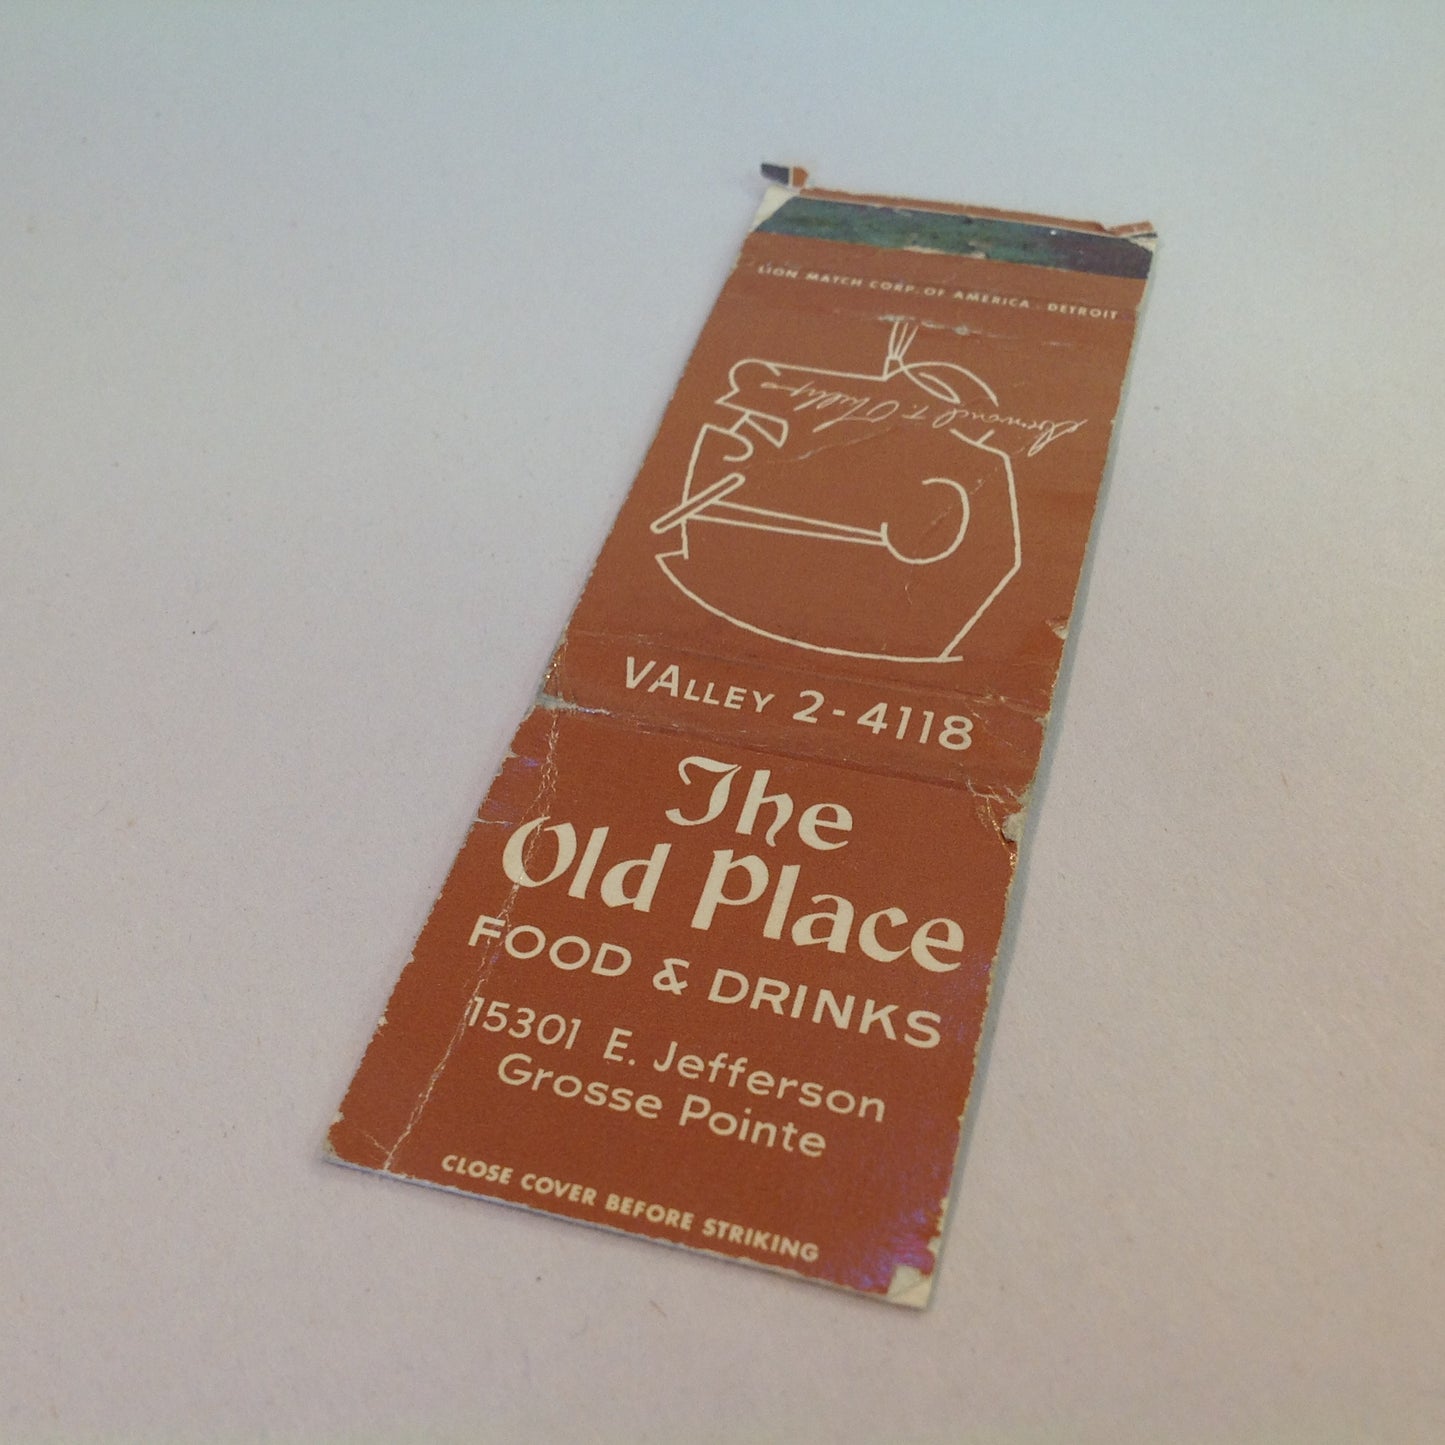 LION MATCH CORP. OF AMERICA - DETROIT
VALLEY 2-4118
The
Old Place
FOOD & DRINKS
15301 E. Jefferson
Grosse Pointe
CLOSE COVER BEFORE STRIKING